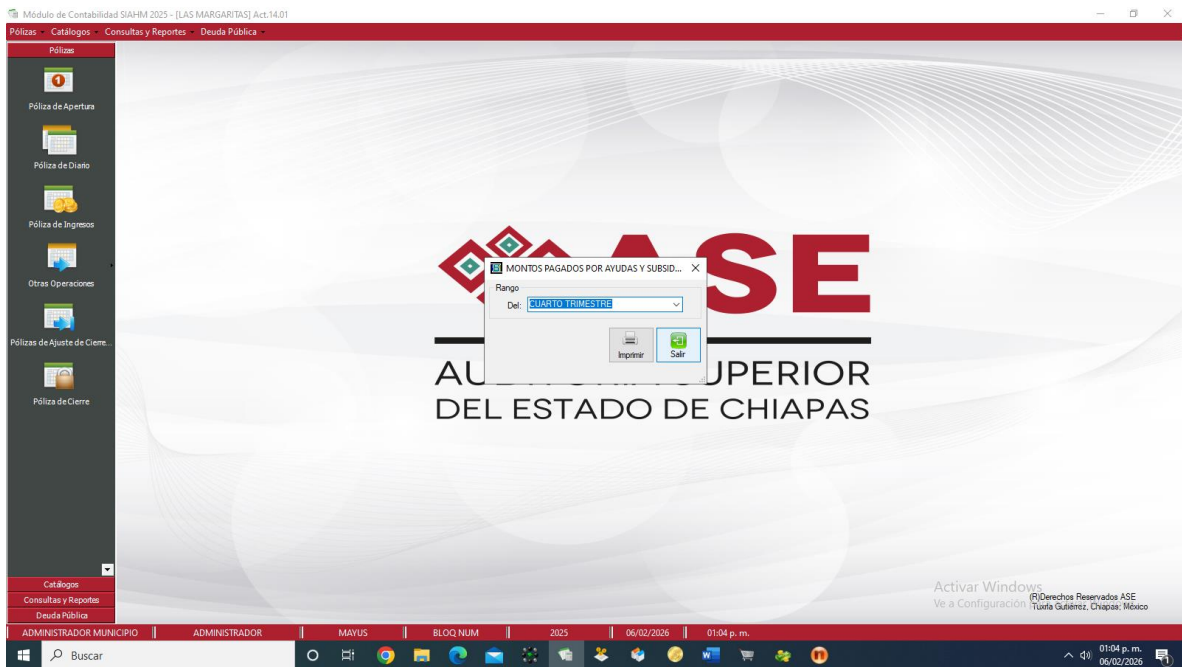 Módulo de Contabilidad SIAHM 2025 - [LAS MARGARITAS] Act.14.01
Pólizas Catálogos Consultas y Reportes Deuda Pública
Pólizas
1
Póliza de Apertura
Póliza de Diario
Póliza de Ingresos
Otras Operaciones
Pólizas de Ajuste de Cierre...
Póliza de Cierre
ASE
MONTOS PAGADOS POR AYUDAS Y SUBSID...
Rango
Del: CUARTO TRIMESTRE
Imprimir Salir
SUPERIOR
DEL ESTADO DE CHIAPAS
Catálogos
Consultas y Reportes
Deuda Pública
Activar Windows
Ve a Configuración
(R)Derechos Reservados ASE
Tuxtla Gutiérrez, Chiapas; México
ADMINISTRADOR MUNICIPIO ADMINISTRADOR MAYUS BLOQ NUM 2025 06/02/2026 01:04 p. m.
Buscar
01:04 p. m.
06/02/2026